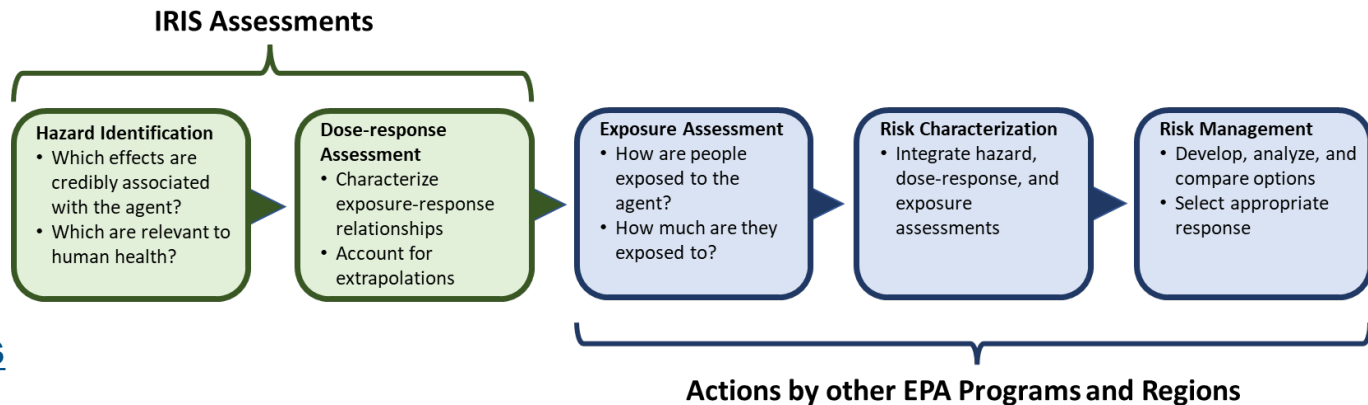 IRIS Assessments
Hazard Identification
• Which effects are
credibly associated
with the agent?
• Which are relevant to
human health?
Dose-response
Assessment
• Characterize
exposure-response
relationships
• Account for
extrapolations
Exposure Assessment
• How are people
exposed to the
agent?
• How much are they
exposed to?
Risk Characterization
• Integrate hazard,
dose-response, and
exposure
assessments
Risk Management
• Develop, analyze, and
compare options
• Select appropriate
response
s
Actions by other EPA Programs and Regions